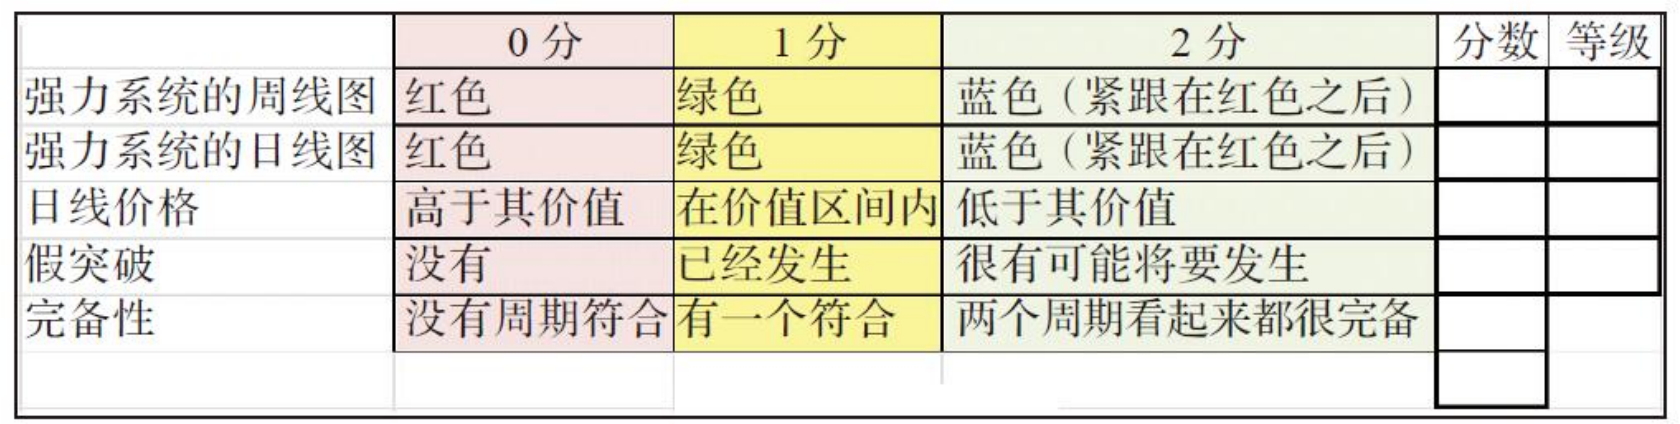 0 分 1 分 2 分 分数 等级
强力系统的周线图 红色 绿色 蓝色（紧跟在红色之后）
强力系统的日线图 红色 绿色 蓝色（紧跟在红色之后）
日线价格 高于其价值 在价值区间内 低于其价值
假突破 没有 已经发生 很有可能将要发生
完备性 没有周期符合 有一个符合 两个周期看起来都很完备